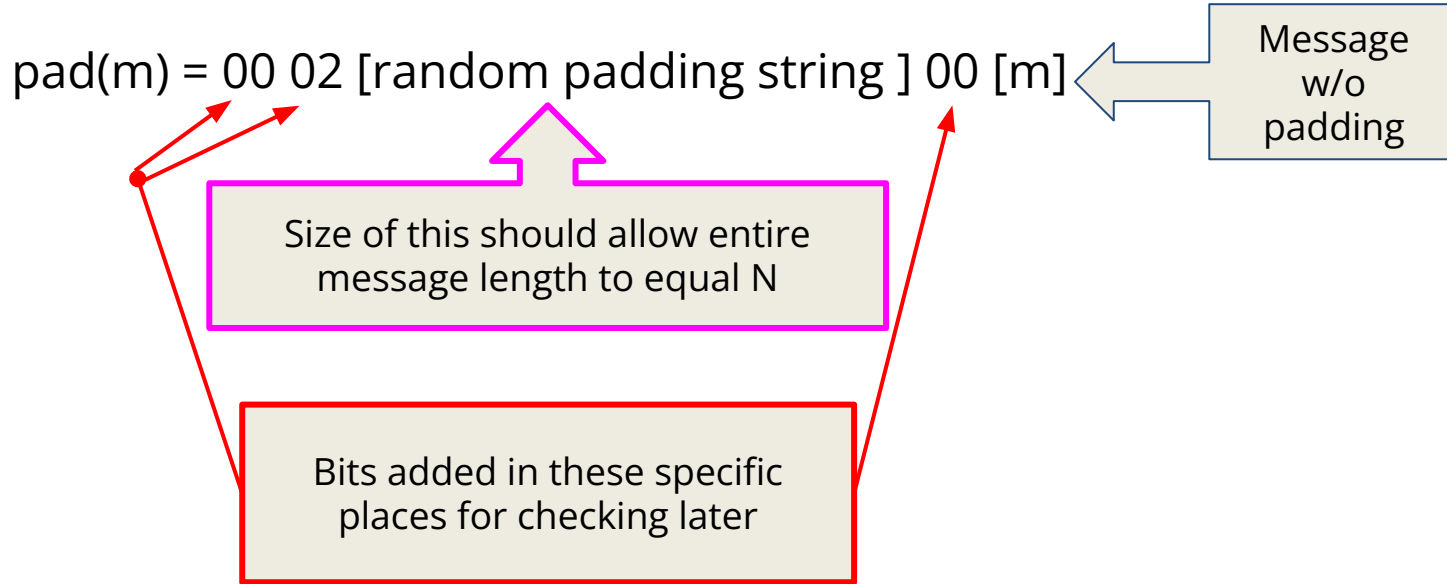 pad(m) = 00 02 [random padding string ] 00 [m]
Message
w/o
padding
Size of this should allow entire
message length to equal N
Bits added in these specific
places for checking later